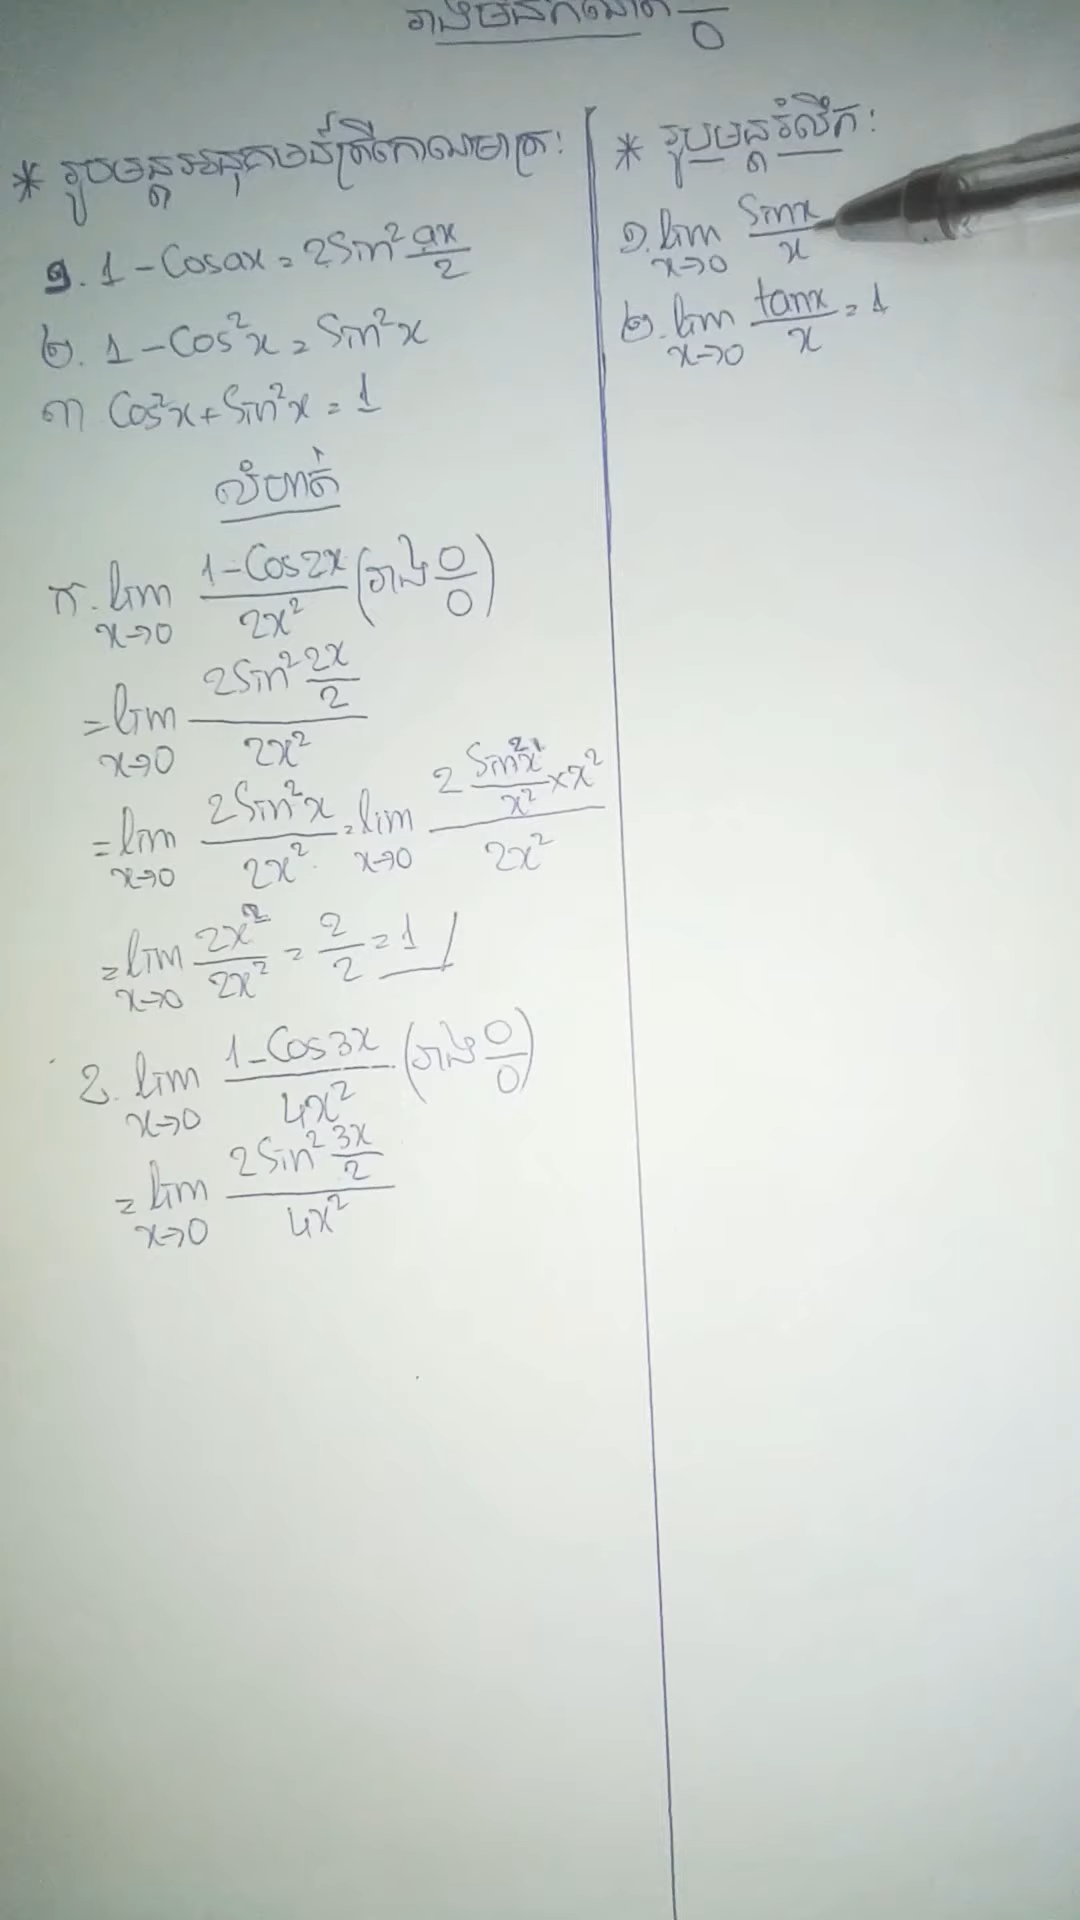 រាងមិនកំណត់ 0
* រូបមន្តអនុគមន៍ត្រីកោណមាត្រ:
១. 1 - Cosax = 2Sin² ax/2
២. 1 - Cos²x = Sin²x
៣ Cos²x + Sin²x = 1
លំហាត់
ក. lim x→0 1-Cos2x/2x² (រាង 0/0)
= lim x→0 2Sin² 2x/2 / 2x²
= lim x→0 2Sin²x/2x² = lim x→0 2 Sin²x/x² × x² / 2x²
= lim x→0 2x²/2x² = 2/2 = 1
2. lim x→0 1-Cos3x/4x² (រាង 0/0)
= lim x→0 2Sin² 3x/2 / 4x²
* រូបមន្តរំលឹក:
១. lim x→0 Sinx/x
២. lim x→0 tanx/x = 1